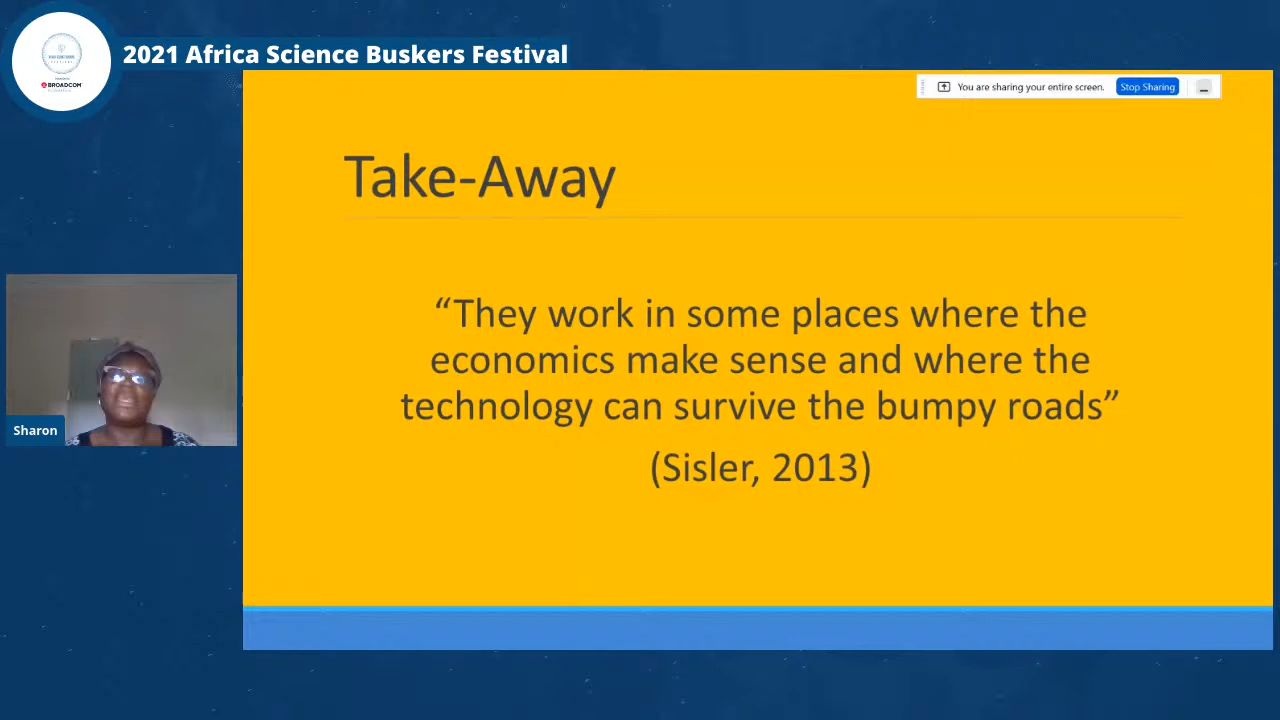 2021 Africa Science Buskers Festival
BROADCOM
You are sharing your entire screen.
Stop Sharing
Take-Away
“They work in some places where the
economics make sense and where the
technology can survive the bumpy roads”
(Sisler, 2013)
Sharon